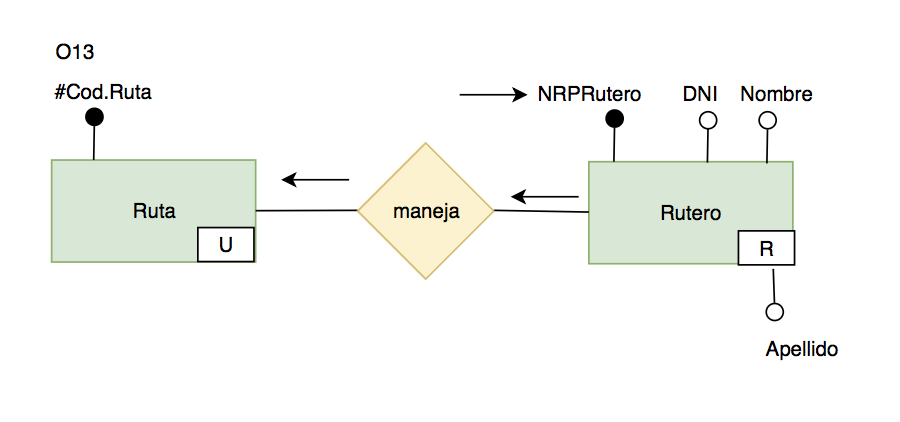 O13
#Cod.Ruta
NRPRutero DNI Nombre
Ruta
maneja
Rutero
U
R
Apellido